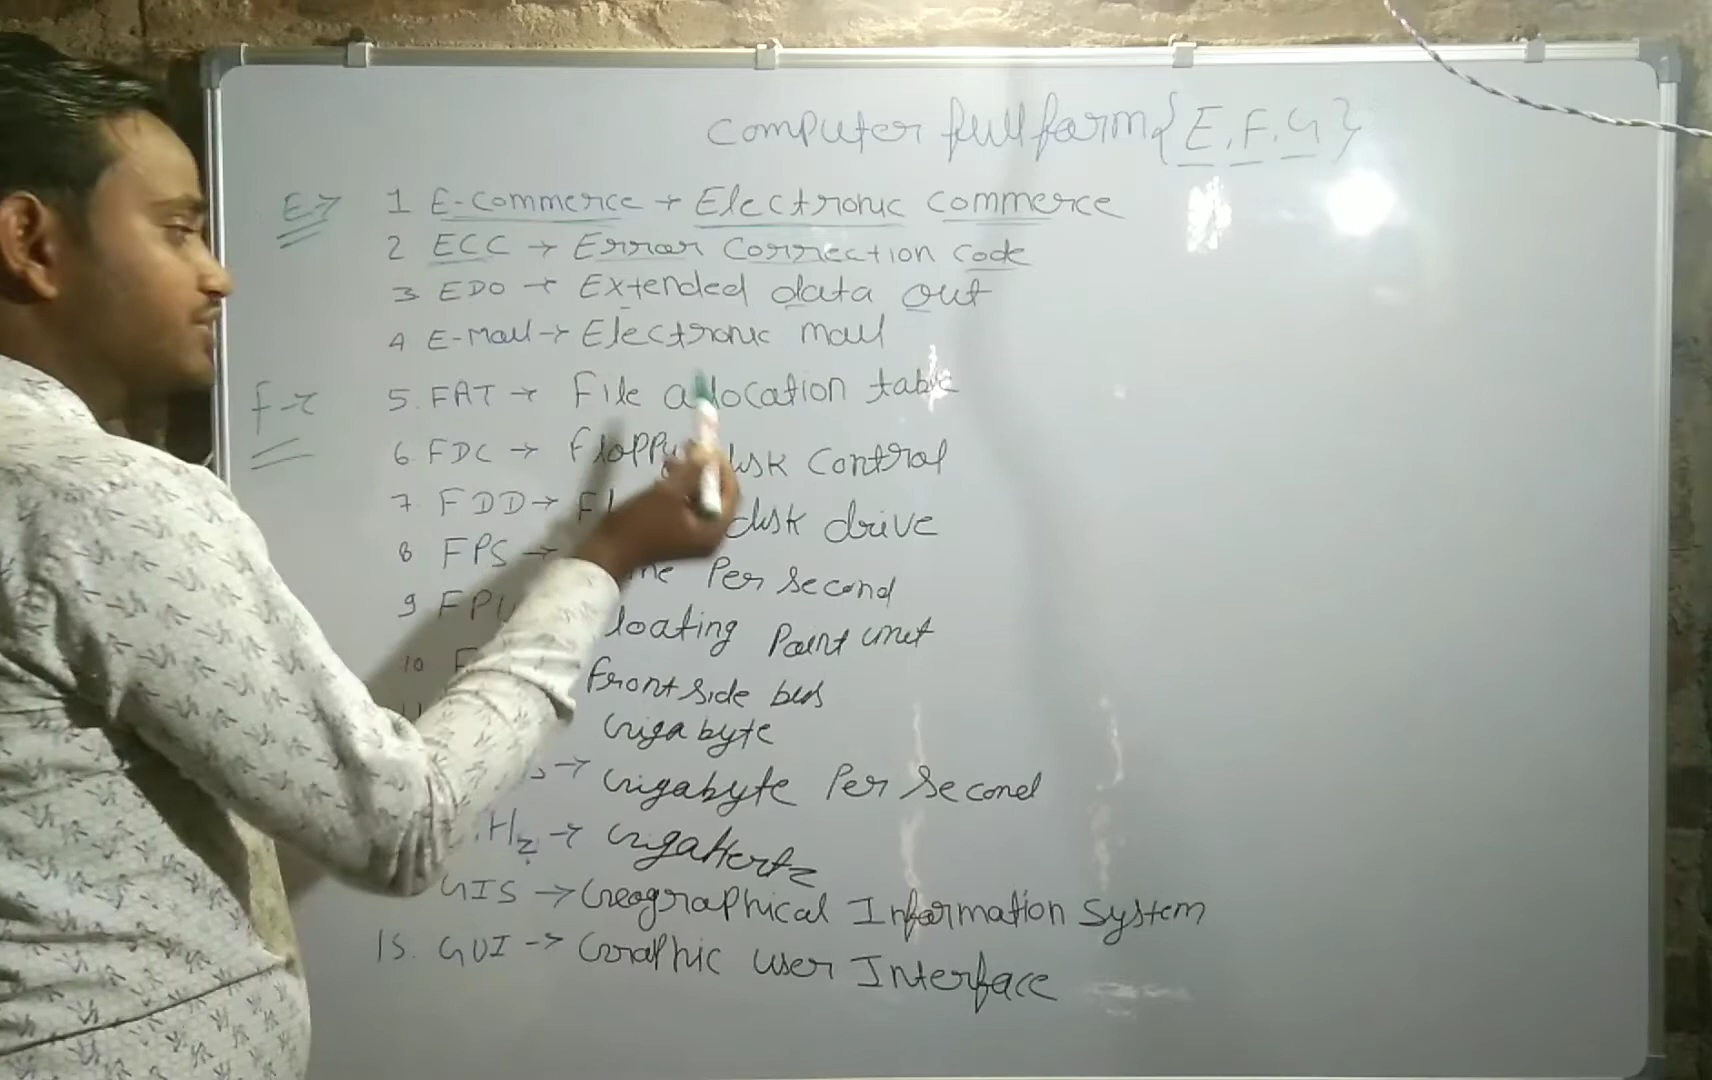 Computer full farm { E, F, G }
E→ 1 E-Commerce → Electronic Commerce
2 ECC → Error Correction Code
3 EDO → Extended data out
4 E-Mail → Electronic mail
F→ 5. FAT → File allocation table
6 FDC → Floppy disk Control
7. FDD → disk drive
8 FPS → Per Second
9 FPU loating Point unit
10 Front Side bus
11 Gigabyte
→ Gigabyte Per Second
Hz → GigaHertz
GIS → Geographical Information System
15. GUI → Graphic User Interface